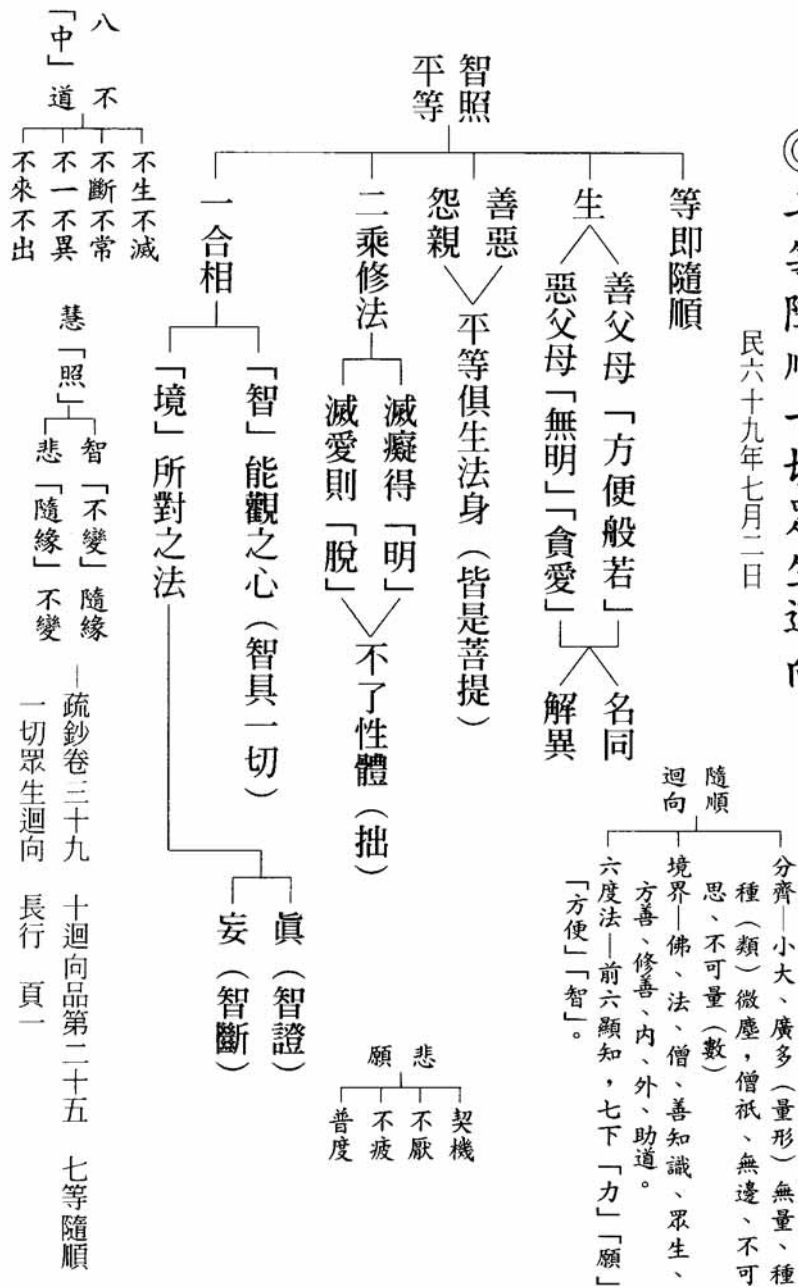 等隨順一切眾生迴向
民六十九年七月二日
隨順
迴向
分齊—小大、廣多（量形）無量、種
種（類）微塵，僧祇、無邊、不可
思、不可量（數）
境界—佛、法、僧、善知識、眾生、
方善、修善、內、外、助道。
六度法—前六顯知，七下「力」「願」
「方便」「智」。
智照
平等
等即隨順
生
善父母「方便般若」
惡父母「無明」「貪愛」
名同
解異
善惡
怨親
平等俱生法身（皆是菩提）
二乘修法
滅癡得「明」
滅愛則「脫」
不了性體（拙）
一合相
「智」能觀之心（智具一切）
「境」所對之法
眞（智證）
妄（智斷）
悲
願
契機
不厭
不疲
普度
八不
「中」道
不生不滅
不斷不常
不一不異
不來不出
慧「照」
智「不變」隨緣
悲「隨緣」不變
—疏鈔卷三十九 十迴向品第二十五 七等隨順
一切眾生迴向 長行 頁一